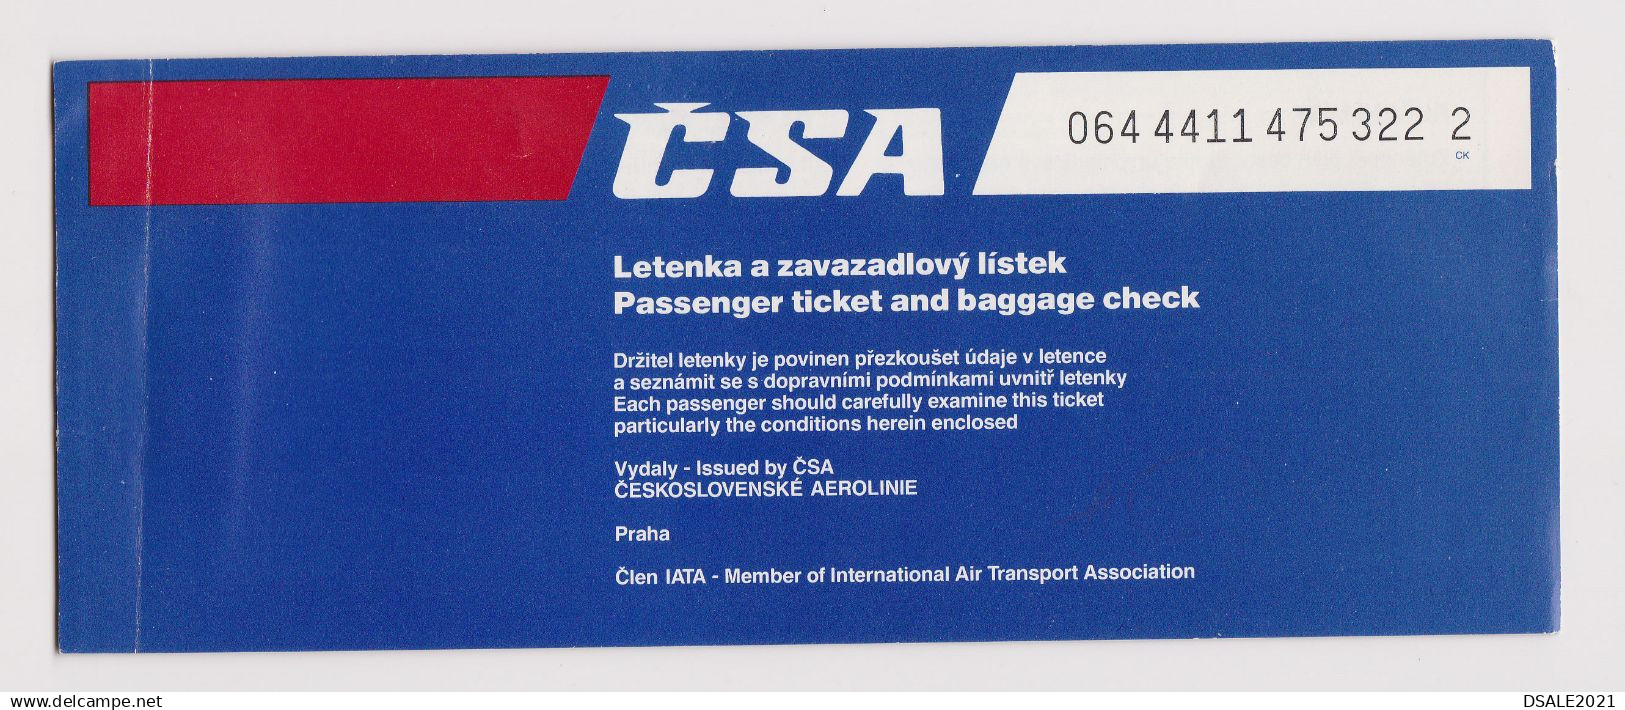 ČSA
064 4411 475 322 2
CK
Letenka a zavazadlový lístek
Passenger ticket and baggage check
Držitel letenky je povinen přezkoušet údaje v letence
a seznámit se s dopravními podmínkami uvnitř letenky
Each passenger should carefully examine this ticket
particularly the conditions herein enclosed
Vydaly - Issued by ČSA
ČESKOSLOVENSKÉ AEROLINIE
Praha
Člen IATA - Member of International Air Transport Association
www.delcampe.net
DSALE2021